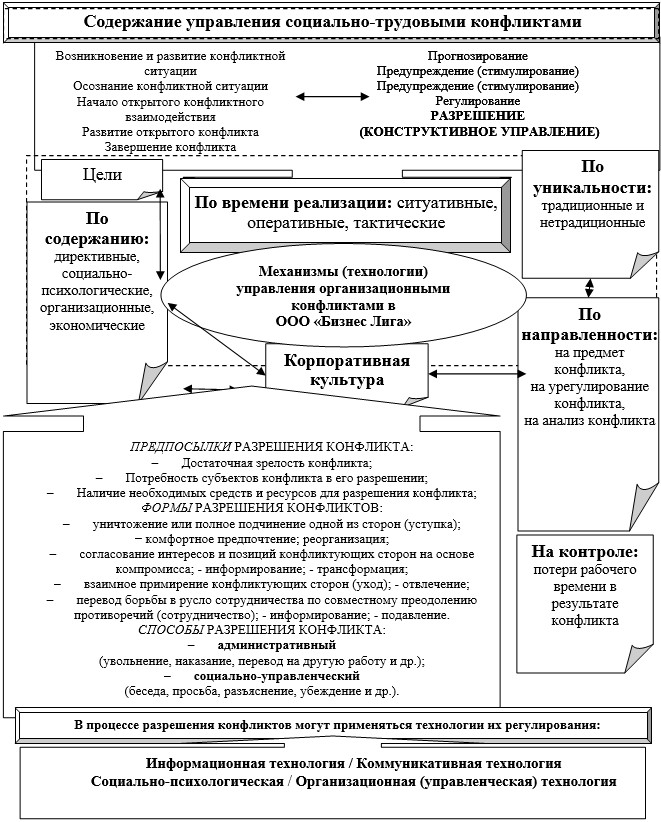 Содержание управления социально-трудовыми конфликтами
Возникновение и развитие конфликтной
ситуации
Осознание конфликтной ситуации
Начало открытого конфликтного
взаимодействия
Развитие открытого конфликта
Завершение конфликта
Прогнозирование
Предупреждение (стимулирование)
Предупреждение (стимулирование)
Регулирование
РАЗРЕШЕНИЕ
(КОНСТРУКТИВНОЕ УПРАВЛЕНИЕ)
Цели
По
содержанию:
директивные,
социально-
психологические,
организационные,
экономические
По времени реализации: ситуативные,
оперативные, тактические
По
уникальности:
традиционные и
нетрадиционные
Механизмы (технологии)
управления организационными
конфликтами в
ООО «Бизнес Лига»
По
направленности:
на предмет
конфликта,
на урегулирование
конфликта,
на анализ конфликта
Корпоративная
культура
ПРЕДПОСЫЛКИ РАЗРЕШЕНИЯ КОНФЛИКТА:
– Достаточная зрелость конфликта;
– Потребность субъектов конфликта в его разрешении;
– Наличие необходимых средств и ресурсов для разрешения конфликта;
ФОРМЫ РАЗРЕШЕНИЯ КОНФЛИКТОВ:
– уничтожение или полное подчинение одной из сторон (уступка);
– комфортное предпочтение; реорганизация;
– согласование интересов и позиций конфликтующих сторон на основе
компромисса; - информирование; - трансформация;
– взаимное примирение конфликтующих сторон (уход); - отвлечение;
– перевод борьбы в русло сотрудничества по совместному преодолению
противоречий (сотрудничество); - информирование; - подавление.
СПОСОБЫ РАЗРЕШЕНИЯ КОНФЛИКТА:
– административный
(увольнение, наказание, перевод на другую работу и др.);
– социально-управленческий
(беседа, просьба, разъяснение, убеждение и др.).
На контроле:
потери рабочего
времени в
результате
конфликта
В процессе разрешения конфликтов могут применяться технологии их регулирования:
Информационная технология / Коммуникативная технология
Социально-психологическая / Организационная (управленческая) технология